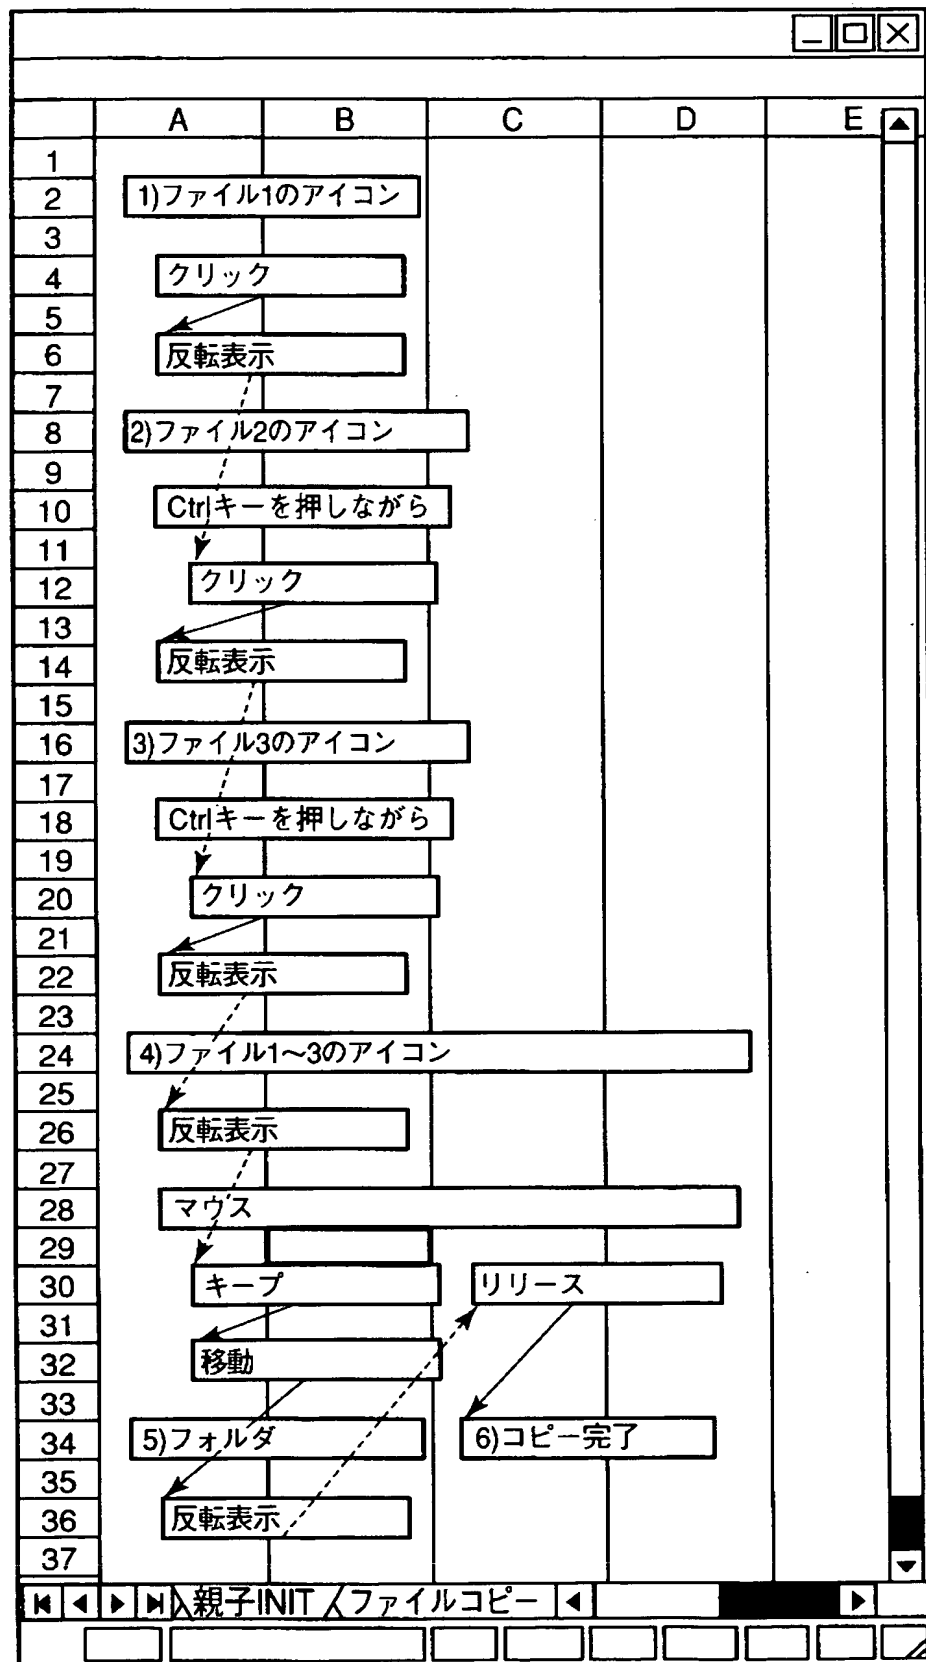 A B C D E
1
2 1)ファイル1のアイコン
3
4 クリック
5
6 反転表示
7
8 2)ファイル2のアイコン
9
10 Ctrlキーを押しながら
11
12 クリック
13
14 反転表示
15
16 3)ファイル3のアイコン
17
18 Ctrlキーを押しながら
19
20 クリック
21
22 反転表示
23
24 4)ファイル1～3のアイコン
25
26 反転表示
27
28 マウス
29
30 キープ リリース
31
32 移動
33
34 5)フォルダ 6)コピー完了
35
36 反転表示
37
親子INIT ファイルコピー